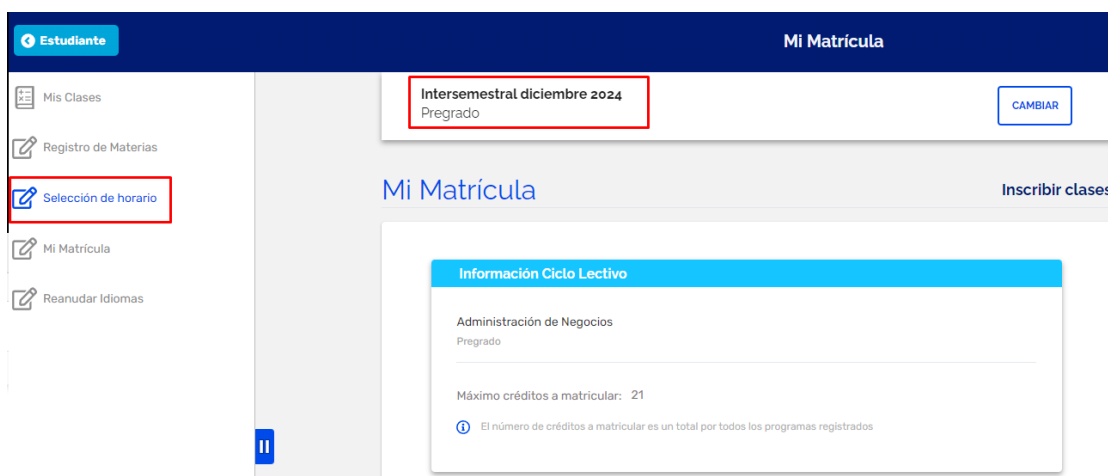 Estudiante
Mi Matrícula
Mis Clases
Registro de Materias
Selección de horario
Mi Matrícula
Reanudar Idiomas
Intersemestral diciembre 2024
Pregrado
CAMBIAR
Mi Matrícula
Inscribir clases
Información Ciclo Lectivo
Administración de Negocios
Pregrado
Máximo créditos a matricular: 21
El número de créditos a matricular es un total por todos los programas registrados